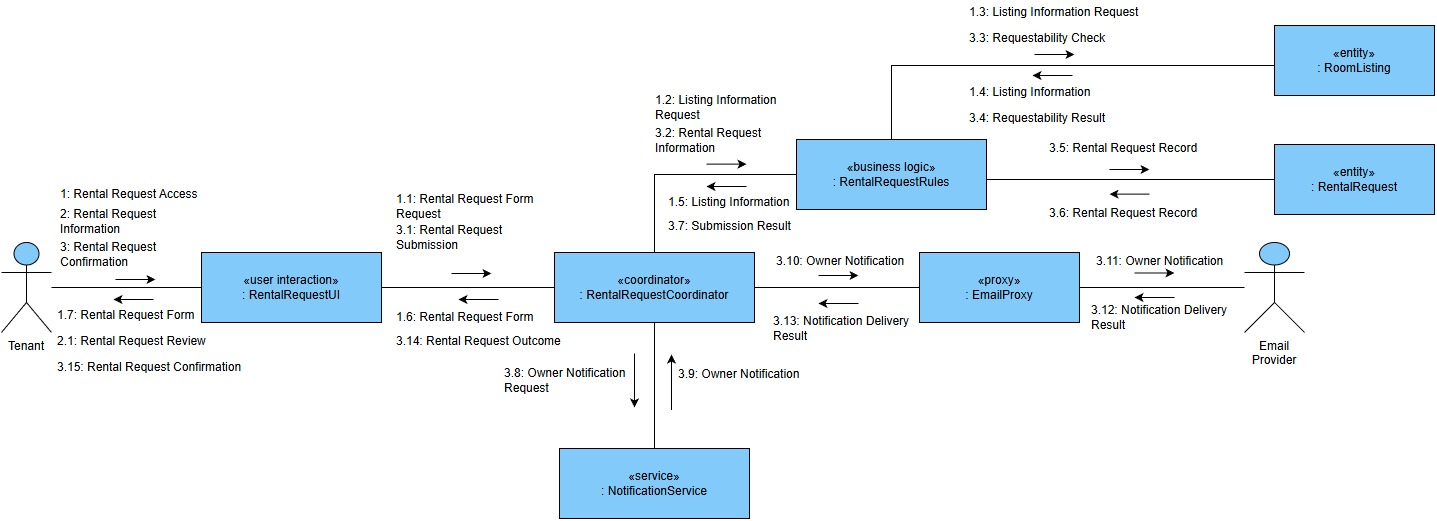 1.3: Listing Information Request
3.3: Requestability Check
«entity»
: RoomListing
1.4: Listing Information
3.4: Requestability Result
1.2: Listing Information
Request
3.2: Rental Request
Information
«business logic»
: RentalRequestRules
3.5: Rental Request Record
«entity»
: RentalRequest
3.6: Rental Request Record
1.5: Listing Information
3.7: Submission Result
1: Rental Request Access
2: Rental Request
Information
3: Rental Request
Confirmation
1.1: Rental Request Form
Request
3.1: Rental Request
Submission
«user interaction»
: RentalRequestUI
«coordinator»
: RentalRequestCoordinator
3.10: Owner Notification
«proxy»
: EmailProxy
3.11: Owner Notification
1.7: Rental Request Form
2.1: Rental Request Review
3.15: Rental Request Confirmation
Tenant
1.6: Rental Request Form
3.14: Rental Request Outcome
3.13: Notification Delivery
Result
3.12: Notification Delivery
Result
Email
Provider
3.8: Owner Notification
Request
3.9: Owner Notification
«service»
: NotificationService